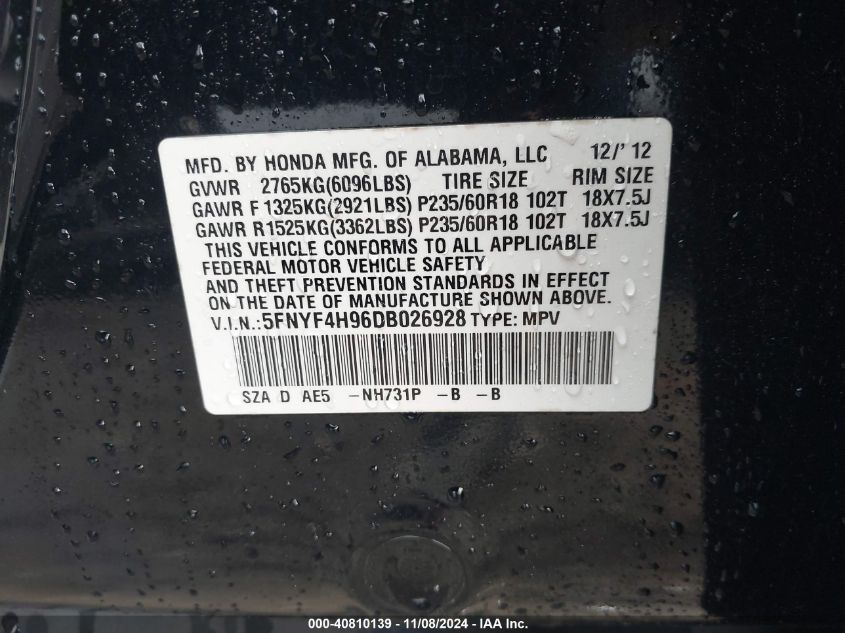 MFD. BY HONDA MFG. OF ALABAMA, LLC 12/'12
GVWR 2765KG(6096LBS) TIRE SIZE RIM SIZE
GAWR F1325KG(2921LBS) P235/60R18 102T 18X7.5J
GAWR R1525KG(3362LBS) P235/60R18 102T 18X7.5J
THIS VEHICLE CONFORMS TO ALL APPLICABLE
FEDERAL MOTOR VEHICLE SAFETY
AND THEFT PREVENTION STANDARDS IN EFFECT
ON THE DATE OF MANUFACTURE SHOWN ABOVE.
V.I.N.:5FNYF4H96DB026928 TYPE: MPV
SZA D AE5 -NH731P -B -B
000-40810139 - 11/08/2024 - IAA Inc.